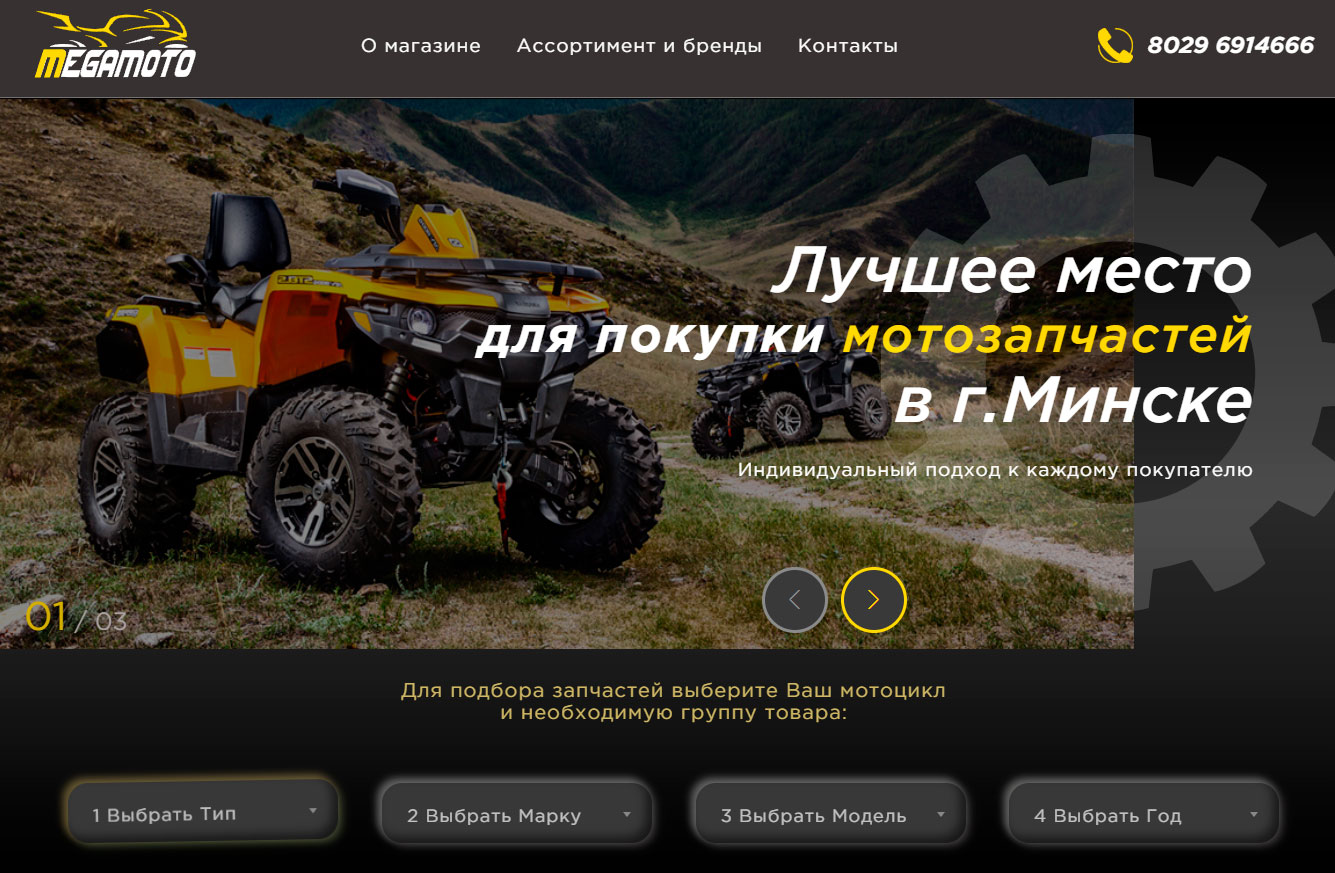 MEGAMOTO
О магазине
Ассортимент и бренды
Контакты
8029 6914666
Лучшее место
для покупки мотозапчастей
в г.Минске
Индивидуальный подход к каждому покупателю
01 / 03
Для подбора запчастей выберите Ваш мотоцикл
и необходимую группу товара:
1 Выбрать Тип
2 Выбрать Марку
3 Выбрать Модель
4 Выбрать Год